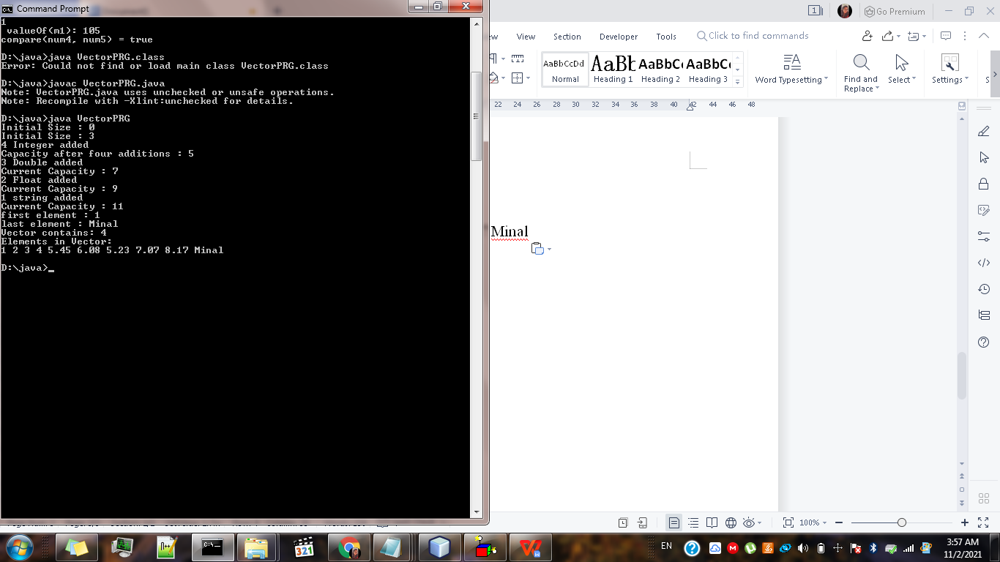 Command Prompt
1
valueOf(m1): 105
compare(num4, num5) = true
D:\java>java VectorPRG.class
Error: Could not find or load main class VectorPRG.class
D:\java>javac VectorPRG.java
Note: VectorPRG.java uses unchecked or unsafe operations.
Note: Recompile with -Xlint:unchecked for details.
D:\java>java VectorPRG
Initial Size : 0
Initial Size : 3
4 Integer added
Capacity after four additions : 5
3 Double added
Current Capacity : 7
2 Float added
Current Capacity : 9
1 string added
Current Capacity : 11
first element : 1
last element : Minal
Vector contains: 4
Elements in Vector:
1 2 3 4 5.45 6.08 5.23 7.07 8.17 Minal
D:\java>_
1 Go Premium
View Section Developer Tools Click to find commands
AaBbCcDd AaBb AaBbC AaBbC
Normal Heading 1 Heading 2 Heading 3 Word Typesetting Find and Replace Select Settings
22 24 26 28 30 32 34 36 38 40 42 44 46 48
Minal
100%
321
EN
3:57 AM
11/2/2021